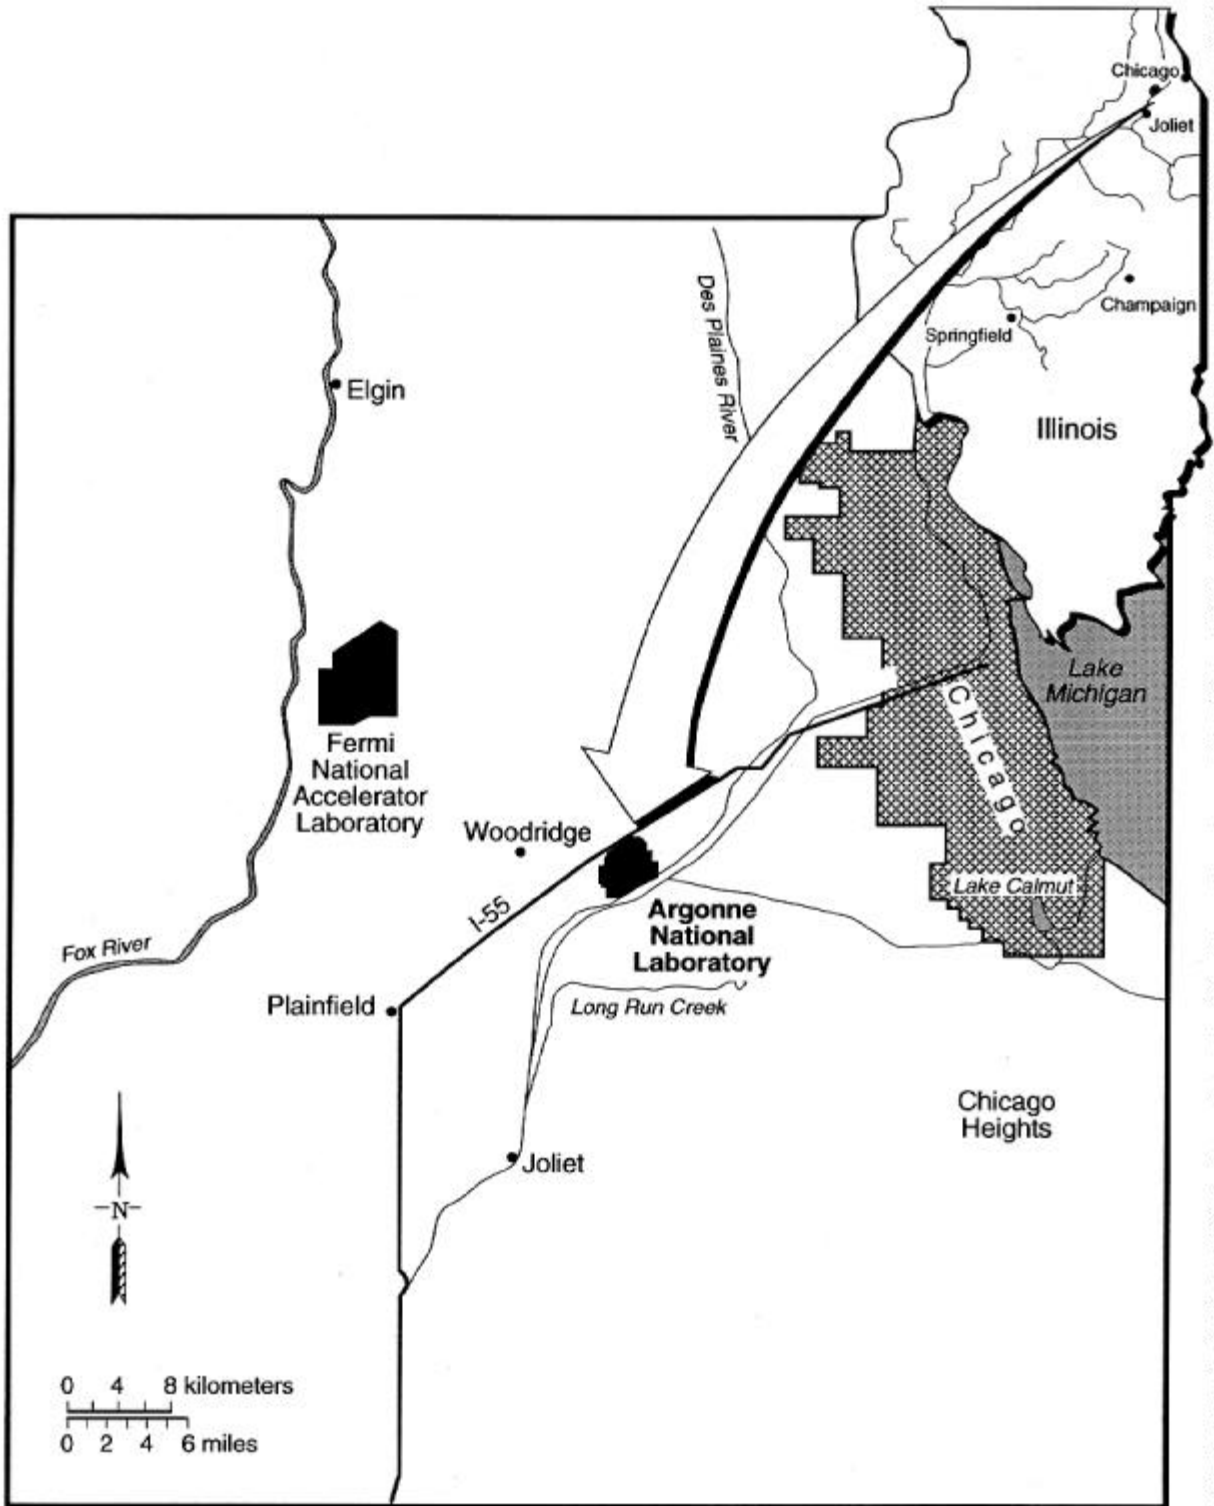 Chicago
Joliet
Champaign
Springfield
Illinois
Des Plaines River
Elgin
Lake
Michigan
Chicago
Fermi
National
Accelerator
Laboratory
Woodridge
I-55
Lake Calmut
Argonne
National
Laboratory
Fox River
Plainfield
Long Run Creek
Chicago
Heights
Joliet
N
0 4 8 kilometers
0 2 4 6 miles